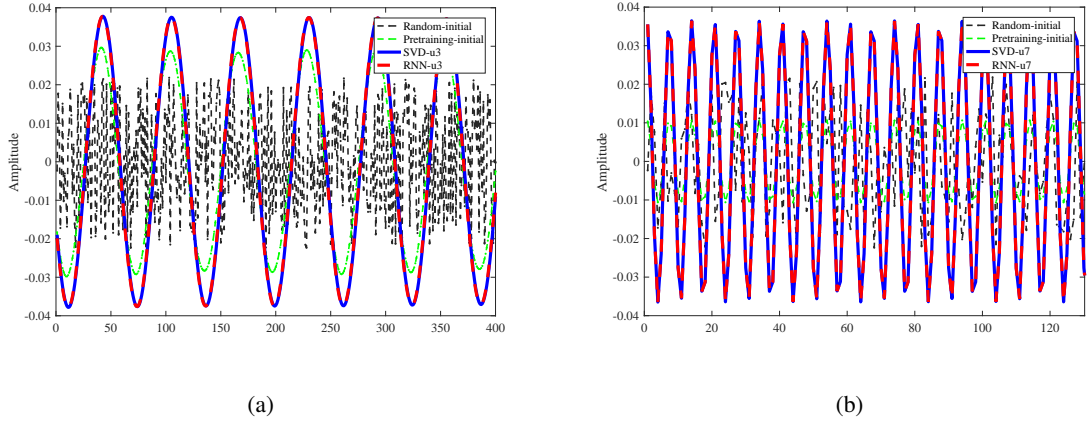 0.04
0.03
0.02
0.01
0
-0.01
-0.02
-0.03
-0.04
Amplitude
0 50 100 150 200 250 300 350 400
Random-initial
Pretraining-initial
SVD-u3
RNN-u3
(a)
0.04
0.03
0.02
0.01
0
-0.01
-0.02
-0.03
-0.04
Amplitude
0 20 40 60 80 100 120
Random-initial
Pretraining-initial
SVD-u7
RNN-u7
(b)